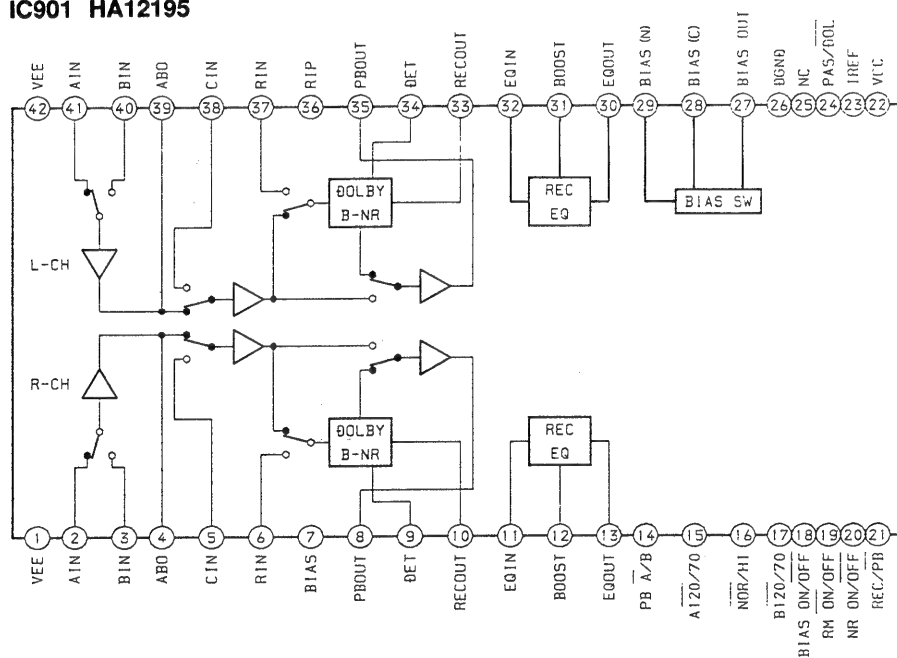 IC901 HA12195
VEE
AIN
BIN
ABO
CIN
RIN
RIP
PBOUT
DET
RECOUT
EQIN
BOOST
EQOUT
BIAS (N)
BIAS (C)
BIAS OUT
DGND
NC
PAS/DOL
IREF
VCC
42 41 40 39 38 37 36 35 34 33 32 31 30 29 28 27 26 25 24 23 22
DOLBY
B-NR
REC
EQ
BIAS SW
L-CH
R-CH
DOLBY
B-NR
REC
EQ
1 2 3 4 5 6 7 8 9 10 11 12 13 14 15 16 17 18 19 20 21
VEE
AIN
BIN
ABO
CIN
RIN
BIAS
PBOUT
DET
RECOUT
EQIN
BOOST
EQOUT
PB A/B
A120/70
NOR/HI
B120/70
BIAS ON/OFF
RM ON/OFF
NR ON/OFF
REC/PB